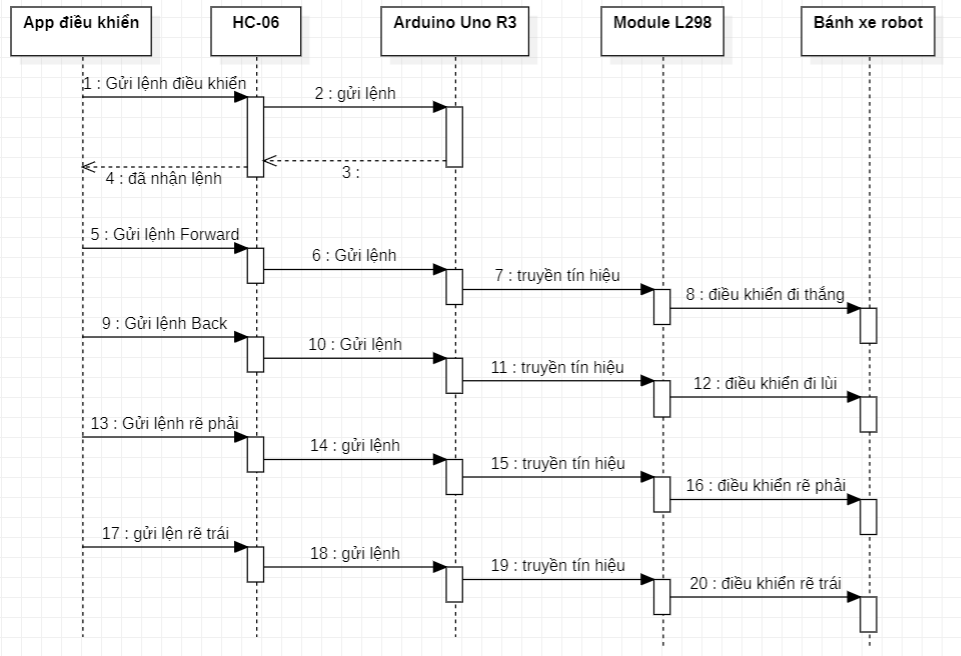 App điều khiển
HC-06
Arduino Uno R3
Module L298
Bánh xe robot
1 : Gửi lệnh điều khiển
2 : gửi lệnh
3 :
4 : đã nhận lệnh
5 : Gửi lệnh Forward
6 : Gửi lệnh
7 : truyền tín hiệu
8 : điều khiển đi thắng
9 : Gửi lệnh Back
10 : Gửi lệnh
11 : truyền tín hiệu
12 : điều khiển đi lùi
13 : Gửi lệnh rẽ phải
14 : gửi lệnh
15 : truyền tín hiệu
16 : điều khiển rẽ phải
17 : gửi lện rẽ trái
18 : gửi lệnh
19 : truyền tín hiệu
20 : điều khiển rẽ trái